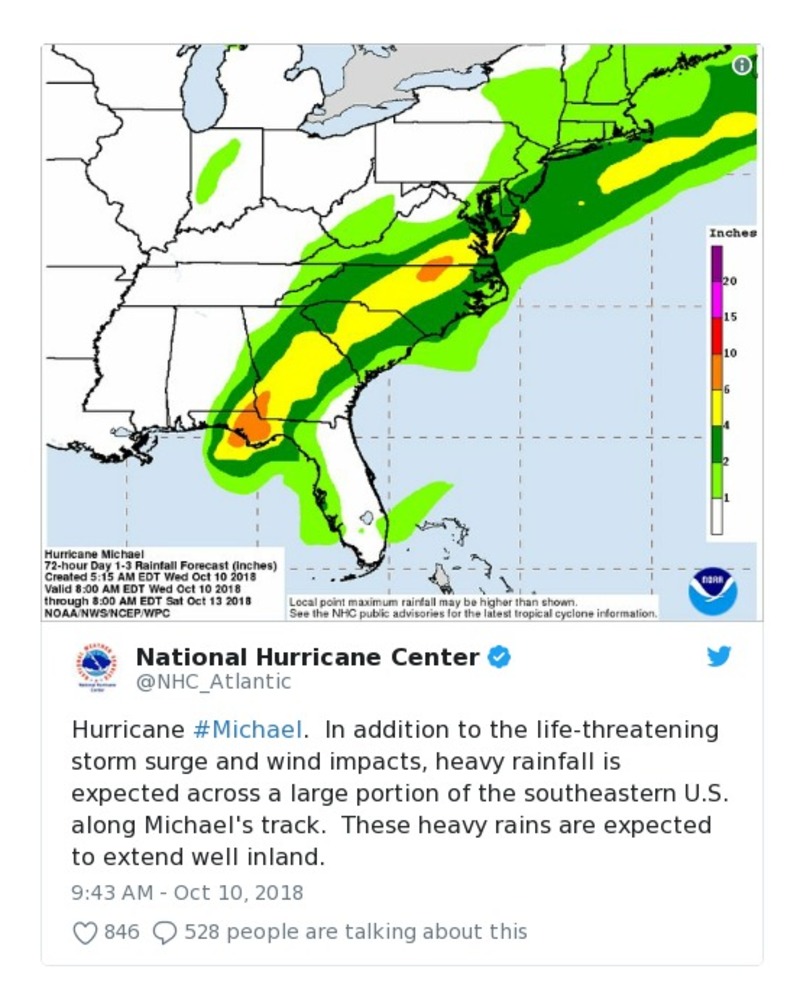 Inches
20
15
10
6
4
2
1
Hurricane Michael
72-hour Day 1-3 Rainfall Forecast (inches)
Created 5:15 AM EDT Wed Oct 10 2018
Valid 8:00 AM EDT Wed Oct 10 2018
through 8:00 AM EDT Sat Oct 13 2018
NOAA/NWS/NCEP/WPC
Local point maximum rainfall may be higher than shown.
See the NHC public advisories for the latest tropical cyclone information.
NOAA
National Hurricane Center
@NHC_Atlantic
Hurricane #Michael.  In addition to the life-threatening
storm surge and wind impacts, heavy rainfall is
expected across a large portion of the southeastern U.S.
along Michael's track.  These heavy rains are expected
to extend well inland.
9:43 AM - Oct 10, 2018
846 528 people are talking about this